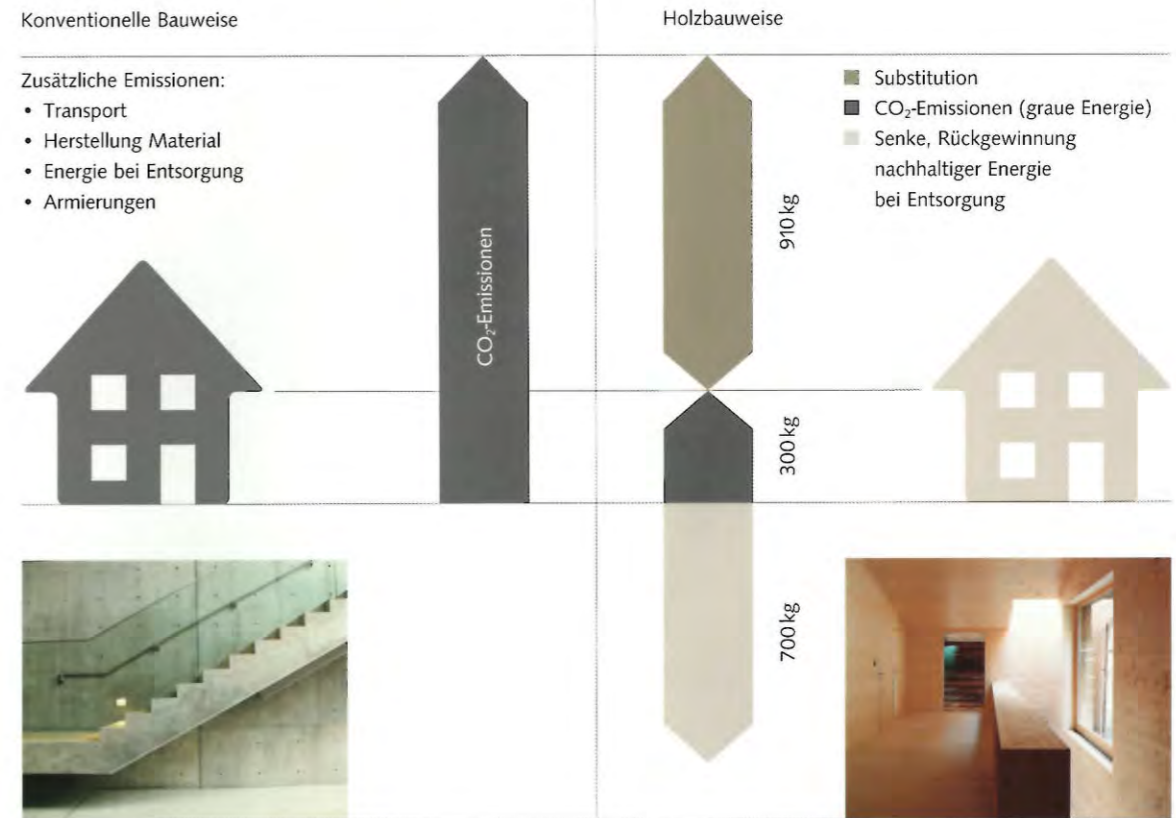 Konventionelle Bauweise
Zusätzliche Emissionen:
• Transport
• Herstellung Material
• Energie bei Entsorgung
• Armierungen
CO₂-Emissionen
Holzbauweise
Substitution
CO₂-Emissionen (graue Energie)
Senke, Rückgewinnung
nachhaltiger Energie
bei Entsorgung
910 kg
300 kg
700 kg